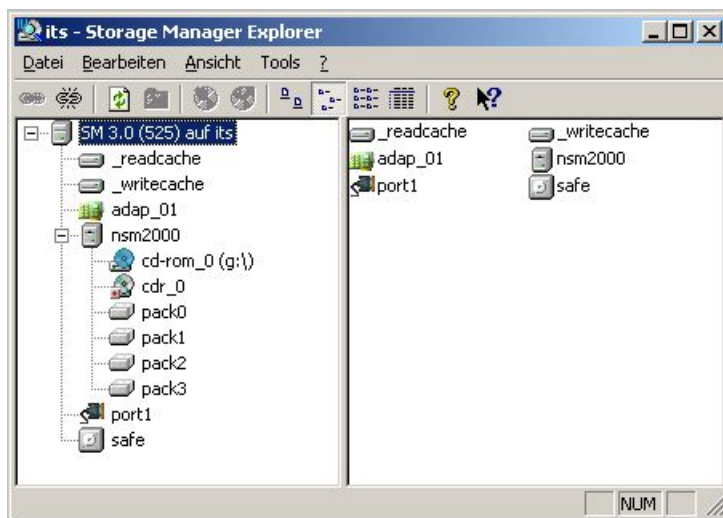 its - Storage Manager Explorer
Datei Bearbeiten Ansicht Tools ?
SM 3.0 (525) auf its
_readcache
_writecache
adap_01
nsm2000
cd-rom_0 (g:\)
cdr_0
pack0
pack1
pack2
pack3
port1
safe
_readcache _writecache
adap_01 nsm2000
port1 safe
NUM